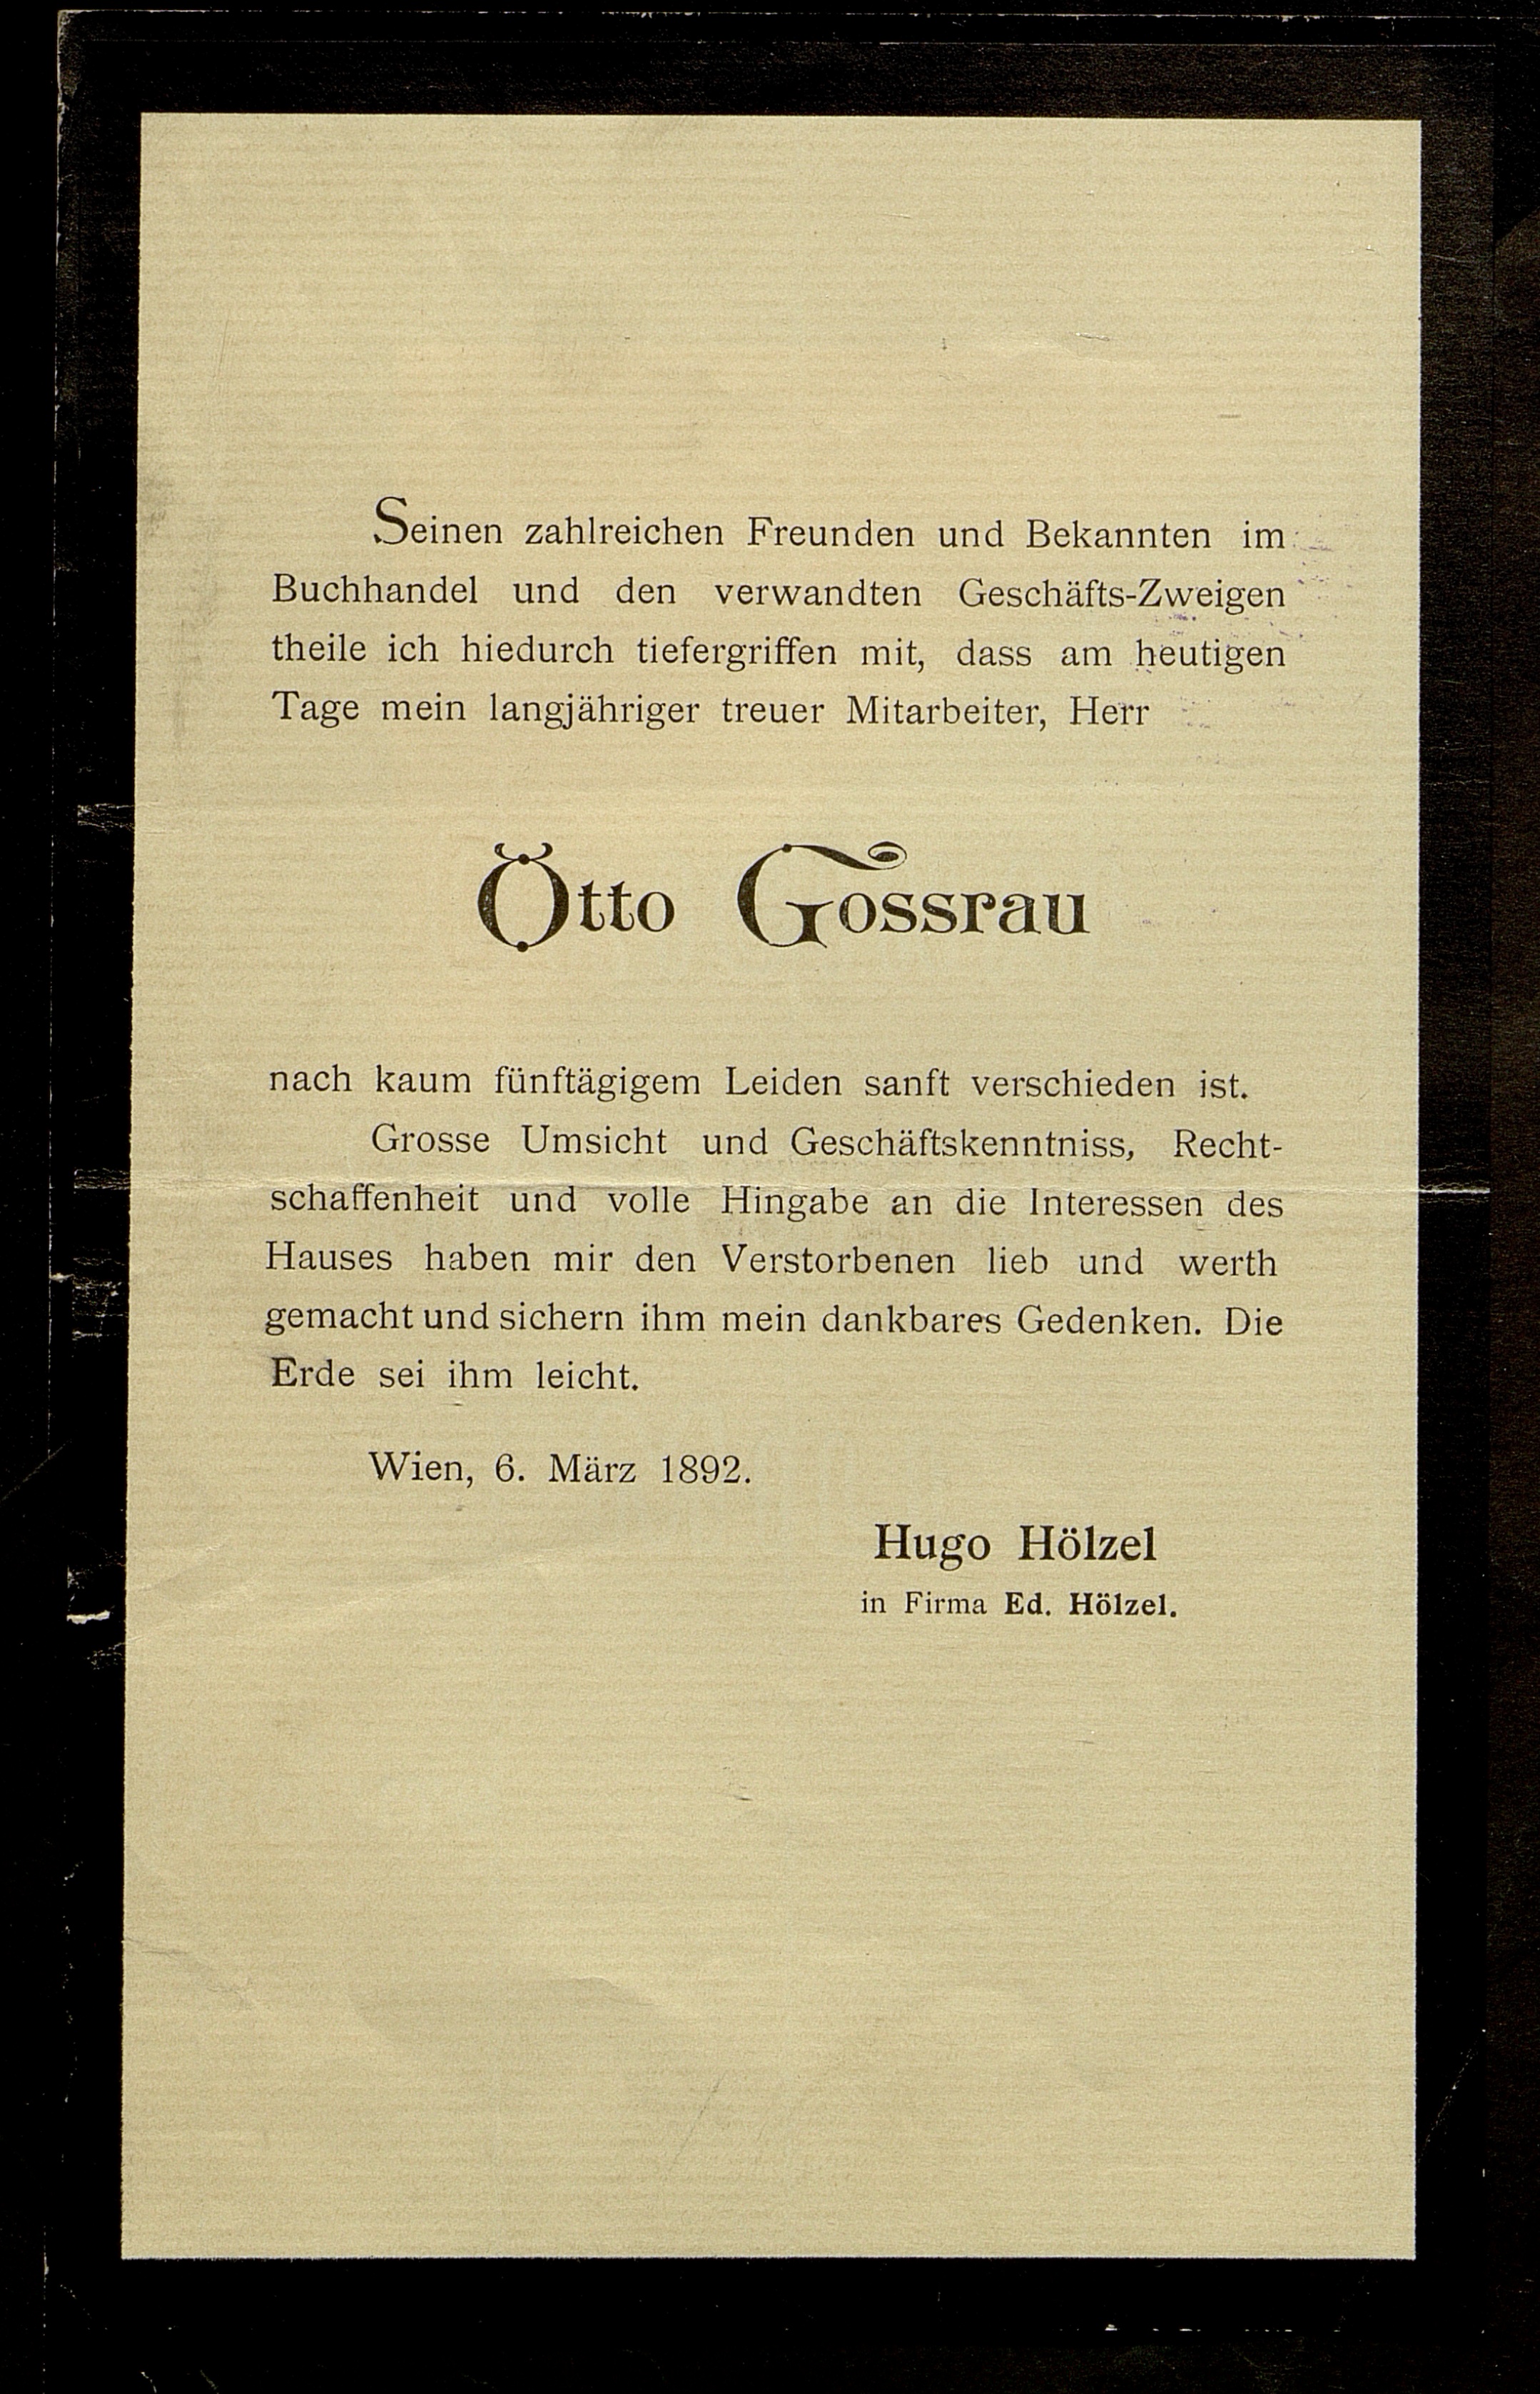 Seinen zahlreichen Freunden und Bekannten im
Buchhandel und den verwandten Geschäfts-Zweigen
theile ich hiedurch tiefergriffen mit, dass am heutigen
Tage mein langjähriger treuer Mitarbeiter, Herr
Otto Gossrau
nach kaum fünftägigem Leiden sanft verschieden ist.
Grosse Umsicht und Geschäftskenntniss, Recht-
schaffenheit und volle Hingabe an die Interessen des
Hauses haben mir den Verstorbenen lieb und werth
gemacht und sichern ihm mein dankbares Gedenken. Die
Erde sei ihm leicht.
Wien, 6. März 1892.
Hugo Hölzel
in Firma Ed. Hölzel.